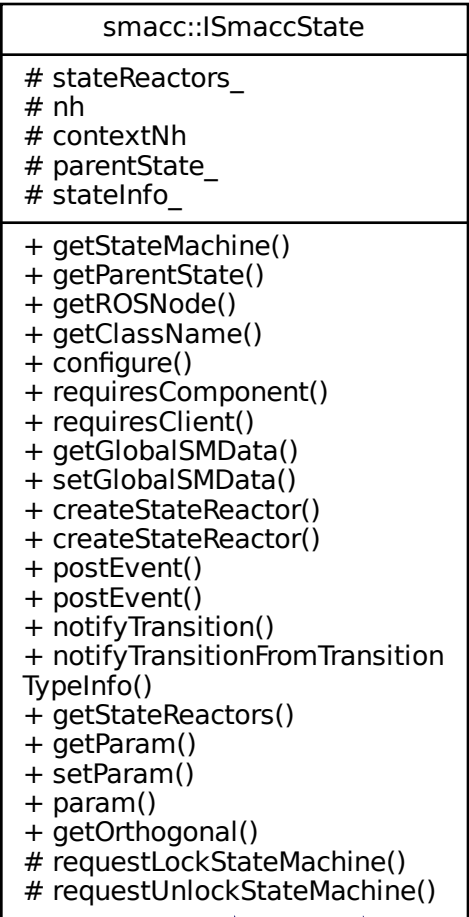 smacc::ISmaccState
# stateReactors_
# nh
# contextNh
# parentState_
# stateInfo_
+ getStateMachine()
+ getParentState()
+ getROSNode()
+ getClassName()
+ configure()
+ requiresComponent()
+ requiresClient()
+ getGlobalSMData()
+ setGlobalSMData()
+ createStateReactor()
+ createStateReactor()
+ postEvent()
+ postEvent()
+ notifyTransition()
+ notifyTransitionFromTransition
TypeInfo()
+ getStateReactors()
+ getParam()
+ setParam()
+ param()
+ getOrthogonal()
# requestLockStateMachine()
# requestUnlockStateMachine()